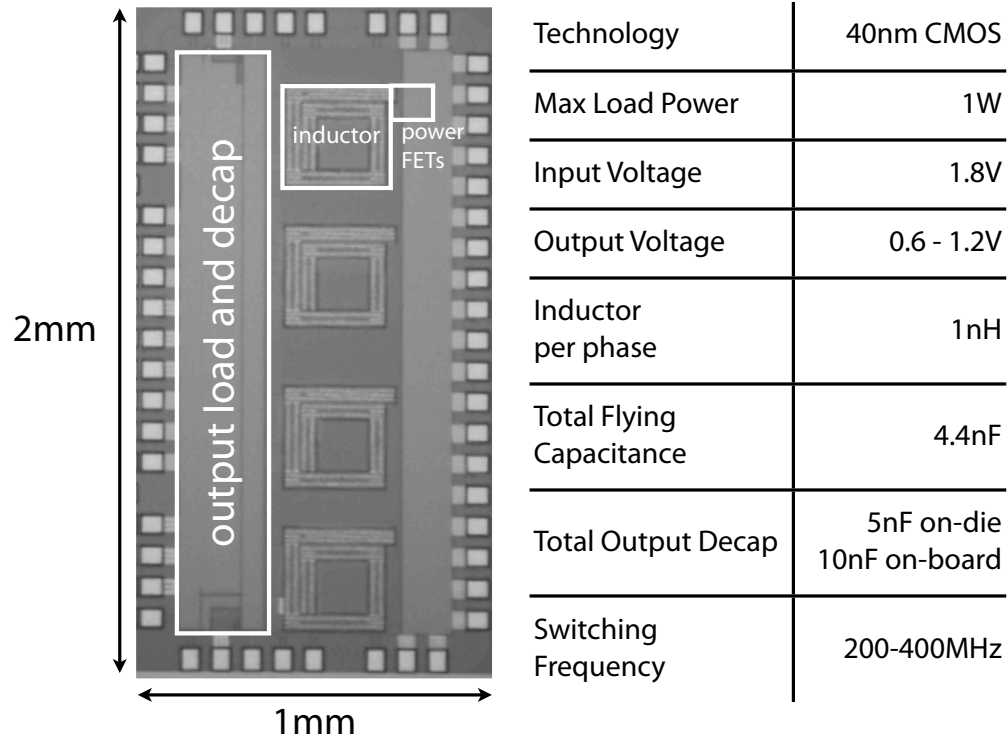 output load and decap
inductor
power
FETs
2mm
1mm
Technology 40nm CMOS
Max Load Power 1W
Input Voltage 1.8V
Output Voltage 0.6 - 1.2V
Inductor
per phase 1nH
Total Flying
Capacitance 4.4nF
Total Output Decap 5nF on-die
10nF on-board
Switching
Frequency 200-400MHz